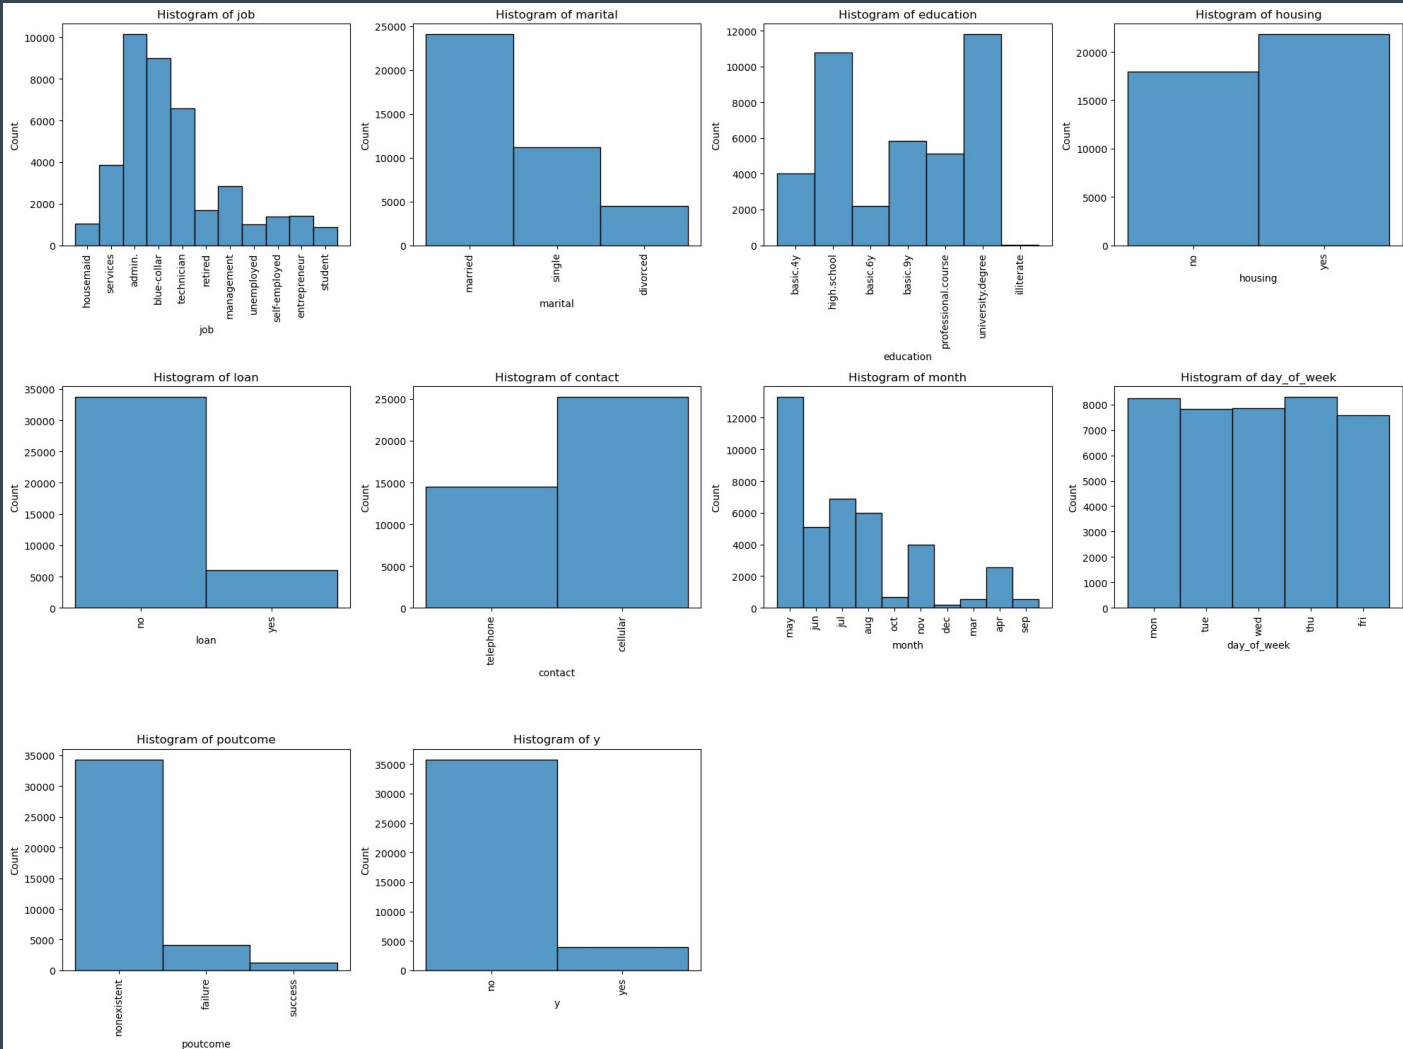 Histogram of job
Count
10000
8000
6000
4000
2000
0
housemaid
services
admin.
blue-collar
technician
retired
management
unemployed
self-employed
entrepreneur
student
job
Histogram of marital
Count
25000
20000
15000
10000
5000
0
married
single
divorced
marital
Histogram of education
Count
12000
10000
8000
6000
4000
2000
0
basic.4y
high.school
basic.6y
basic.9y
professional.course
university.degree
illiterate
education
Histogram of housing
Count
20000
15000
10000
5000
0
no
yes
housing
Histogram of loan
Count
35000
30000
25000
20000
15000
10000
5000
0
no
yes
loan
Histogram of contact
Count
25000
20000
15000
10000
5000
0
telephone
cellular
contact
Histogram of month
Count
12000
10000
8000
6000
4000
2000
0
may
jun
jul
aug
oct
nov
dec
mar
apr
sep
month
Histogram of day_of_week
Count
8000
7000
6000
5000
4000
3000
2000
1000
0
mon
tue
wed
thu
fri
day_of_week
Histogram of poutcome
Count
35000
30000
25000
20000
15000
10000
5000
0
nonexistent
failure
success
poutcome
Histogram of y
Count
35000
30000
25000
20000
15000
10000
5000
0
no
yes
y